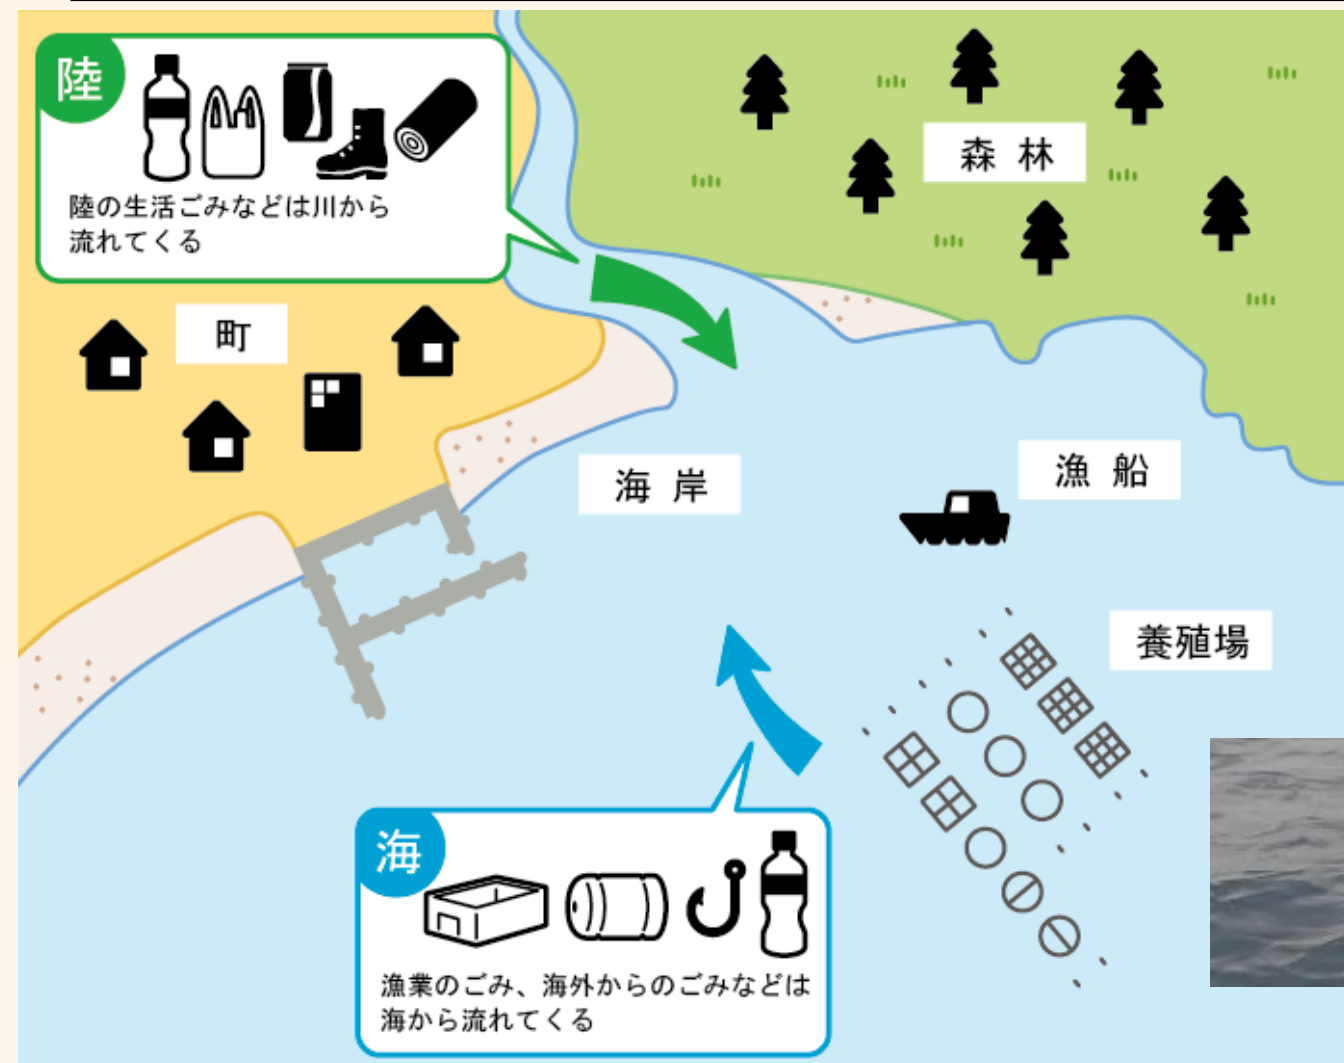 陸
陸の生活ごみなどは川から
流れてくる
森林
町
海岸
漁船
養殖場
海
漁業のごみ、海外からのごみなどは
海から流れてくる